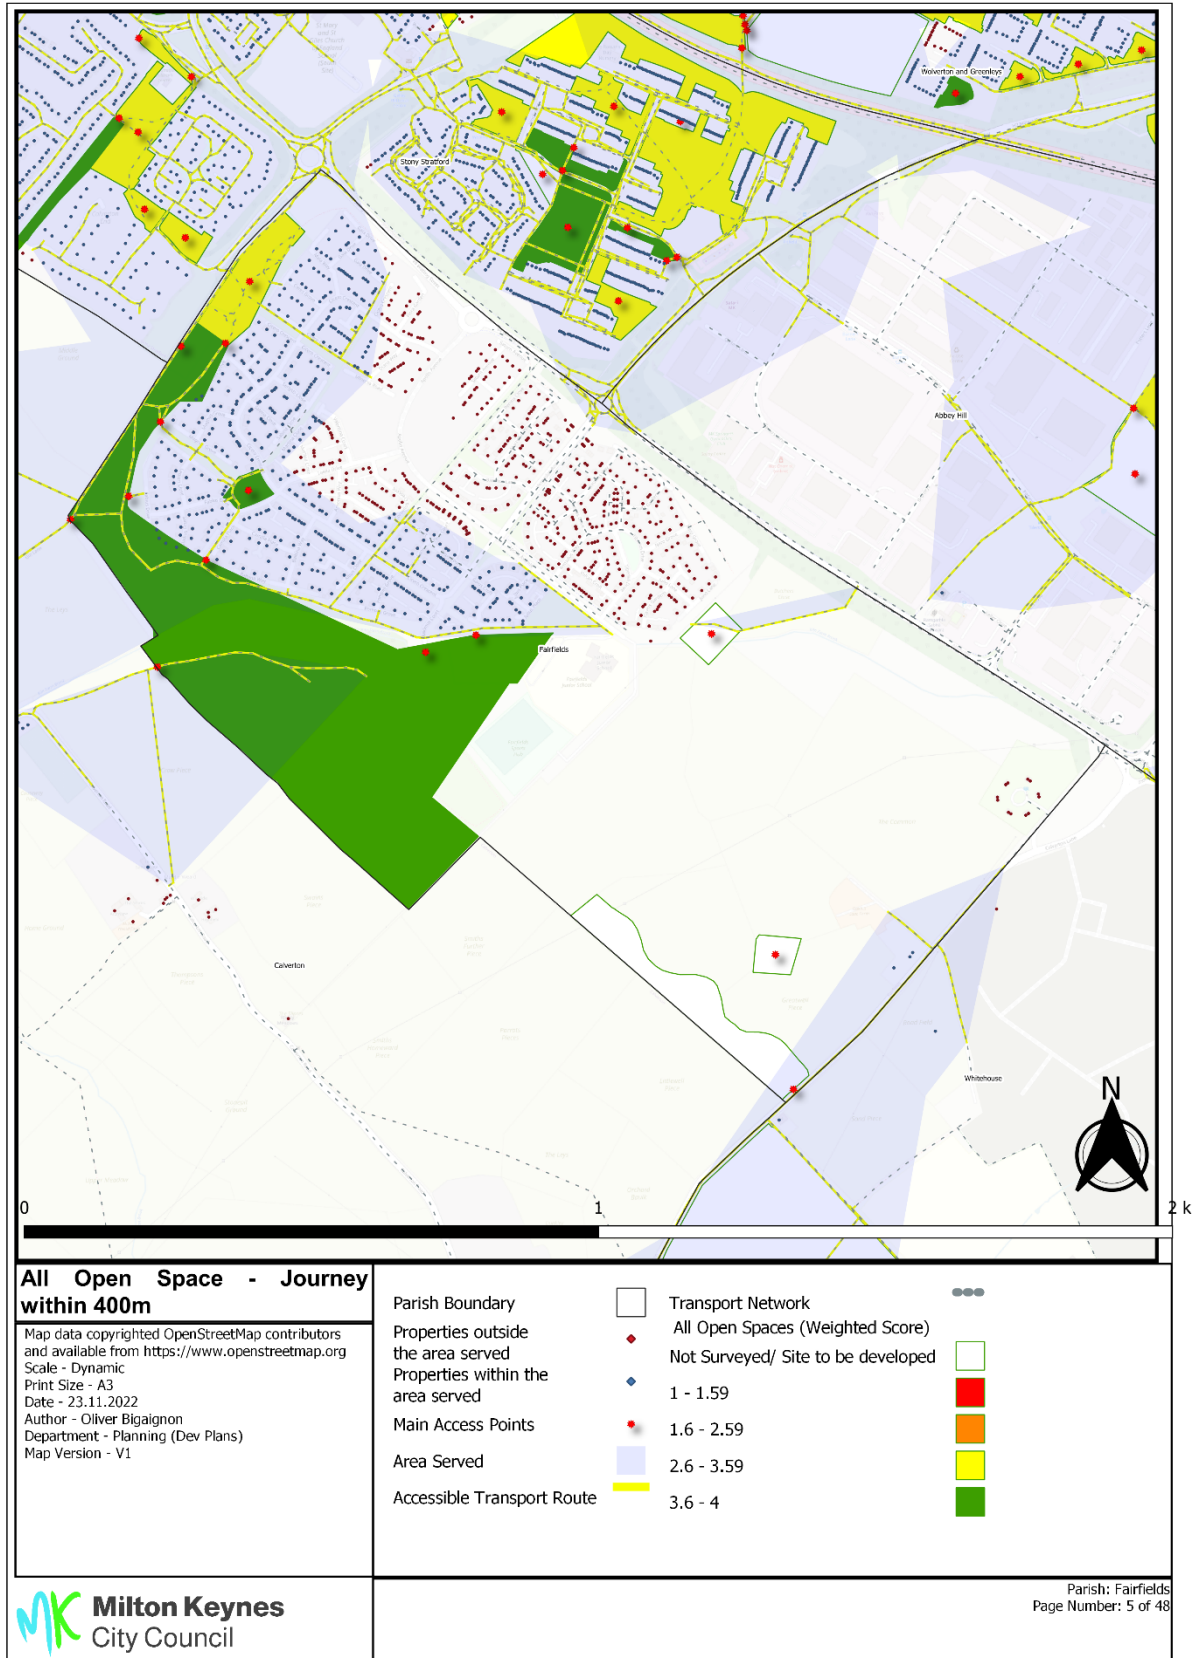 Wolverton and Greenleys
Stony Stratford
Abbey Hill
Fairfields
Calverton
Whitehouse
N
0 1 2 k
All Open Space - Journey
within 400m
Map data copyrighted OpenStreetMap contributors
and available from https://www.openstreetmap.org
Scale - Dynamic
Print Size - A3
Date - 23.11.2022
Author - Oliver Bigaignon
Department - Planning (Dev Plans)
Map Version - V1
Parish Boundary
Properties outside
the area served
Properties within the
area served
Main Access Points
Area Served
Accessible Transport Route
Transport Network
All Open Spaces (Weighted Score)
Not Surveyed/ Site to be developed
1 - 1.59
1.6 - 2.59
2.6 - 3.59
3.6 - 4
MK Milton Keynes
City Council
Parish: Fairfields
Page Number: 5 of 48